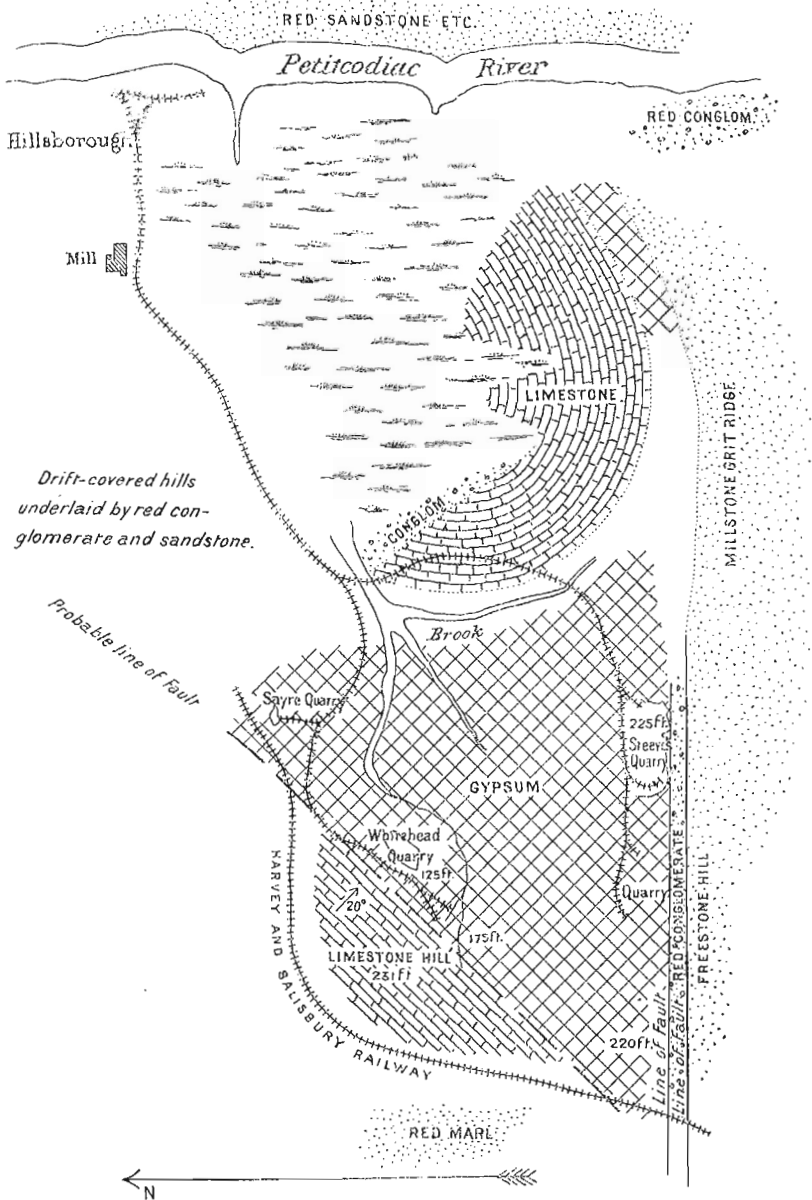 RED SANDSTONE ETC.
Petitcodiac River
RED CONGLOM.
Hillsborough
Mill
LIMESTONE
MILLSTONE GRIT RIDGE
Drift-covered hills
underlaid by red con-
glomerate and sandstone.
CONGLOM.
Probable line of Fault
Brook
Sayre Quarry
225ft.
Steeves
Quarry
GYPSUM
Whitehead
Quarry
125ft.
Quarry
20°
175ft.
LIMESTONE HILL
231ft
HARVEY AND SALISBURY RAILWAY
220ft.
Line of Fault
RED CONGLOMERATE
Line of Fault
FREESTONE HILL
RED MARL
N